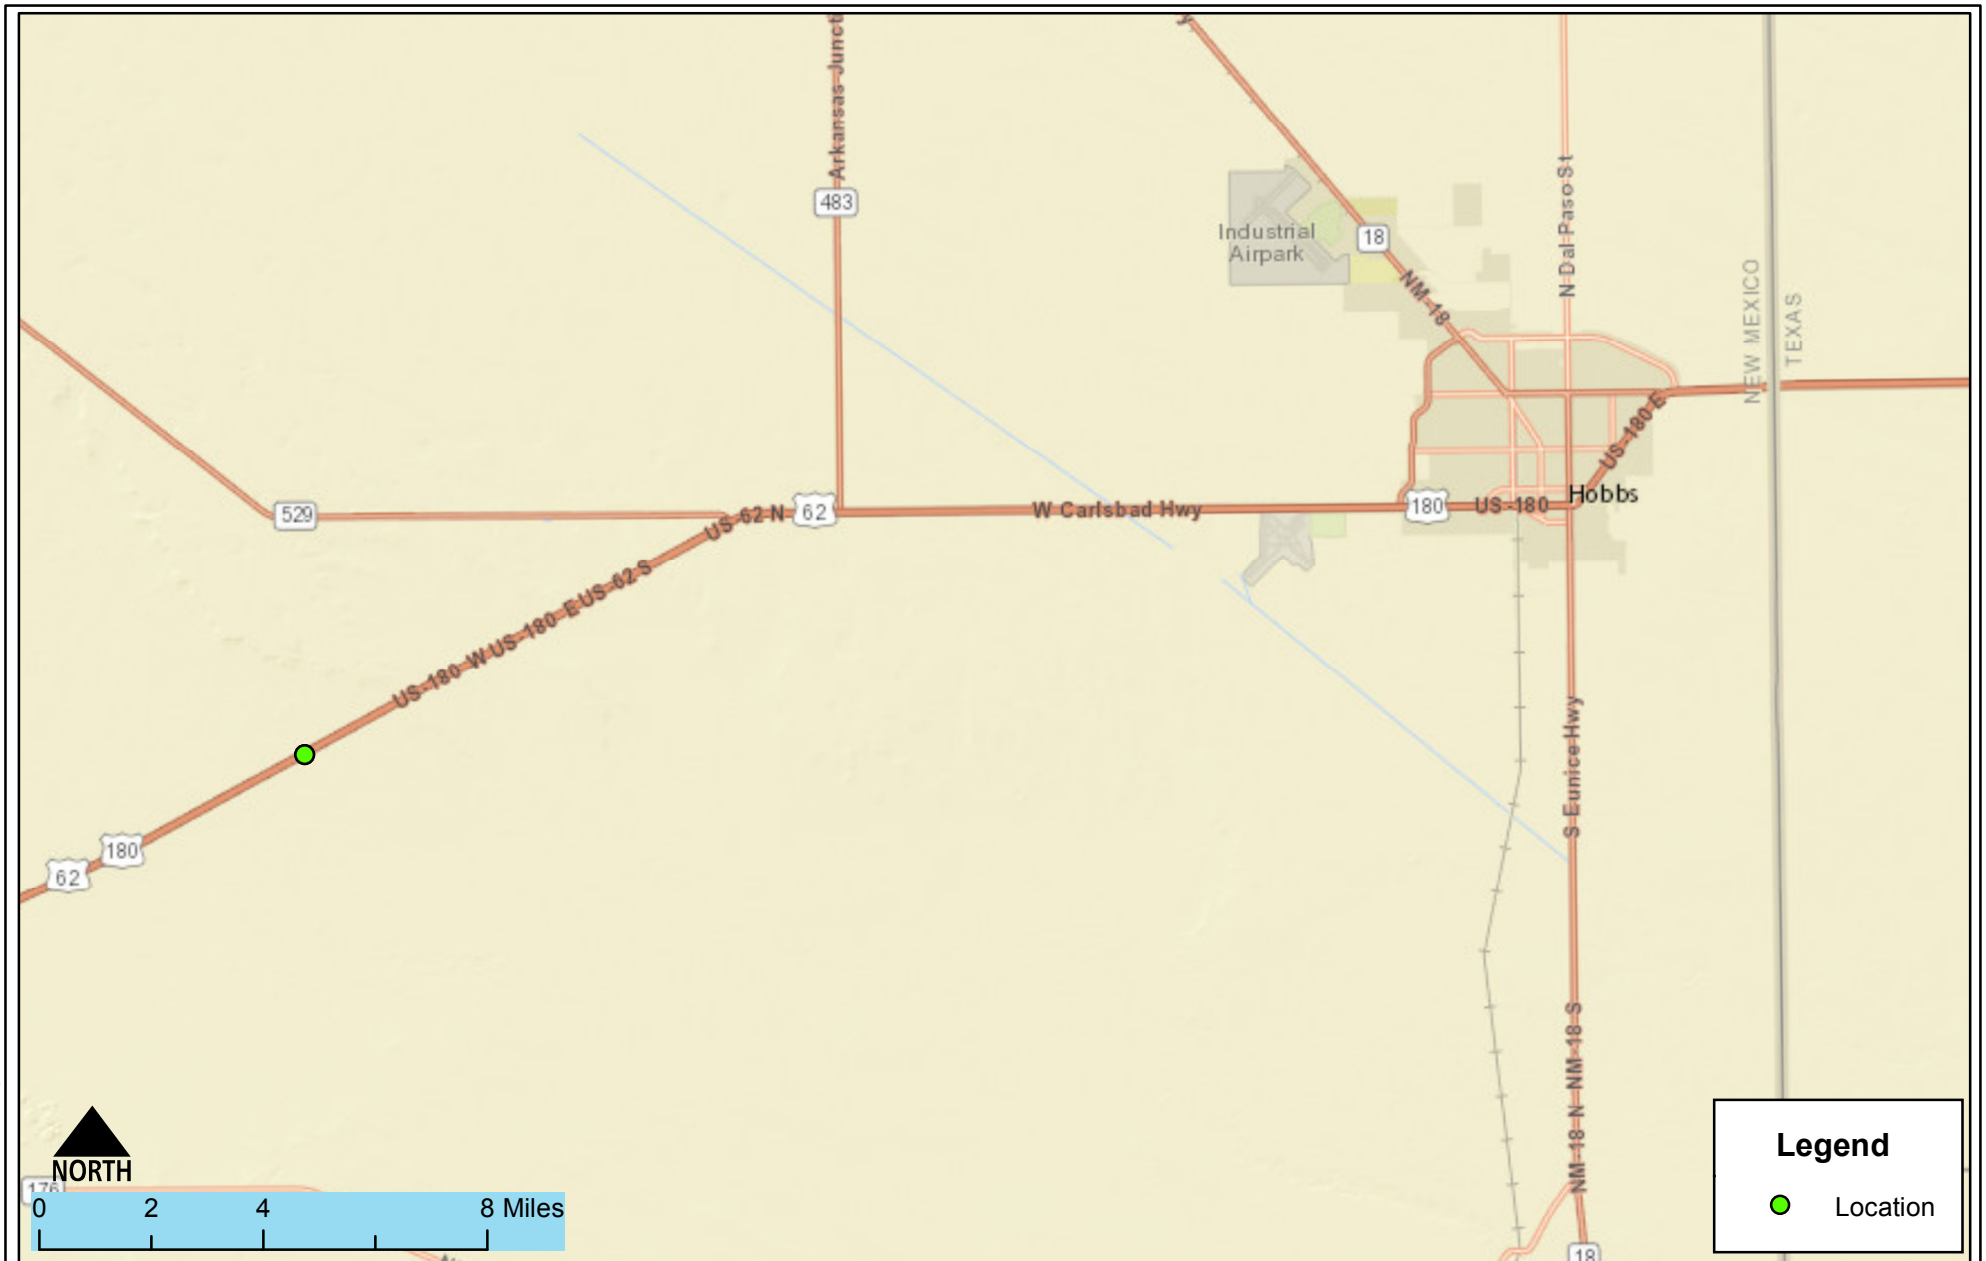 Arkansas Junct
y
483
Industrial
Airpark
18
NM-18
N Dal Paso St
NEW MEXICO
TEXAS
529
US-62 N
62
W Carlsbad Hwy
180
US-180
Hobbs
US-180 E
US-180 W US-180 E US-62 S
180
62
S Eunice Hwy
NM-18 N NM-18 S
18
NORTH
176
0 2 4 8 Miles
Legend
Location